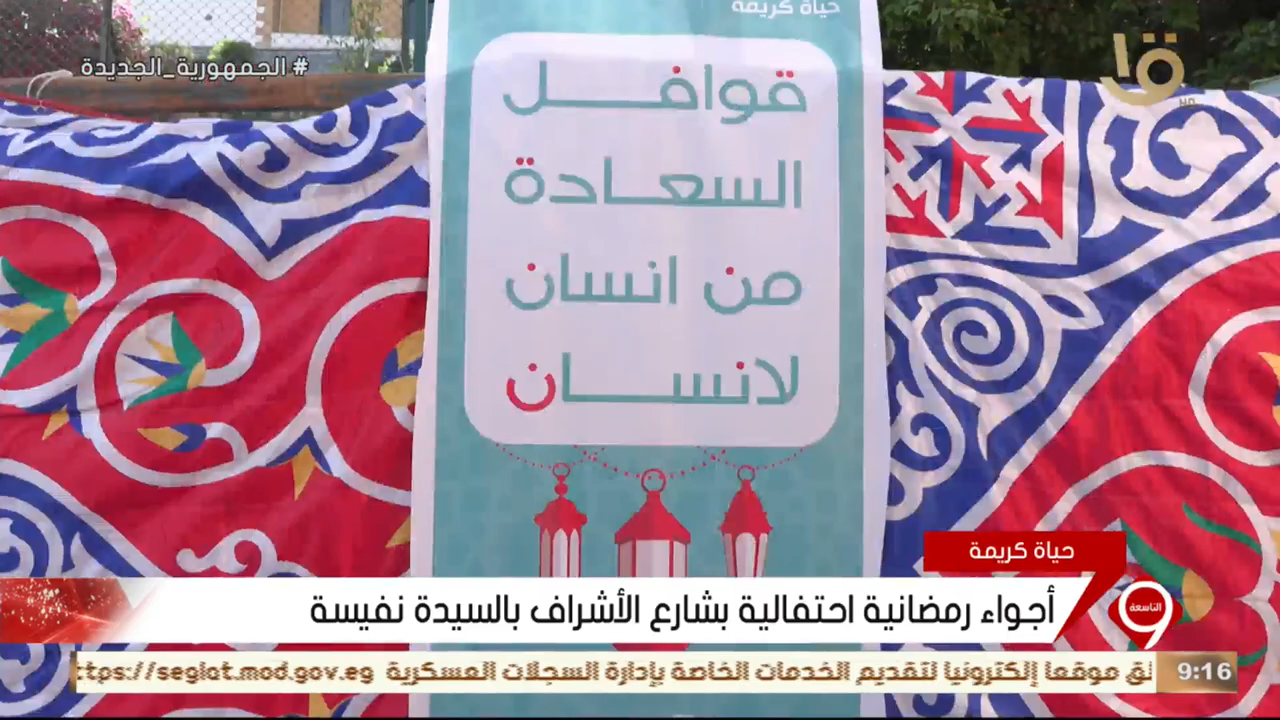 حياة كريمة
#الجمهورية_الجديدة
قوافل
السعادة
من انسان
لانسان
حياة كريمة
أجواء رمضانية احتفالية بشارع الأشراف بالسيدة نفيسة
التاسعة
9
لق موقعا إلكترونيا لتقديم الخدمات الخاصة بإدارة السجلات العسكرية ttps://seglat.mod.gov.eg
9:16